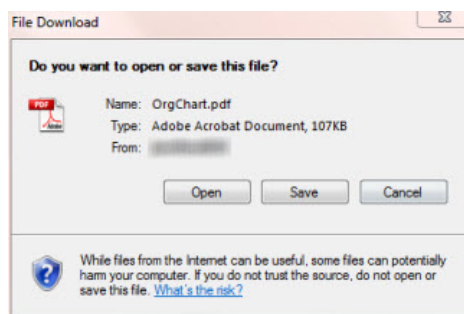 File Download
Do you want to open or save this file?
PDF
Adobe
Name: OrgChart.pdf
Type: Adobe Acrobat Document, 107KB
From:
Open Save Cancel
While files from the Internet can be useful, some files can potentially
harm your computer. If you do not trust the source, do not open or
save this file. What's the risk?